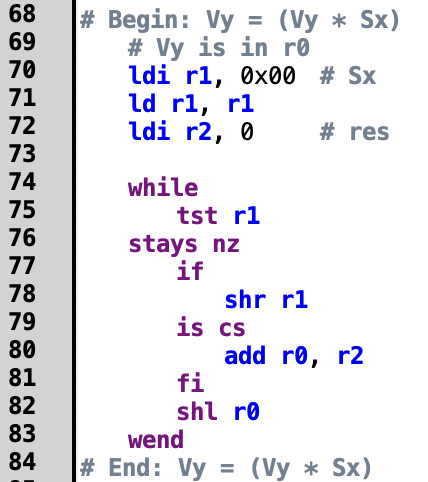 68 # Begin: Vy = (Vy * Sx)
69 # Vy is in r0
70 ldi r1, 0x00 # Sx
71 ld r1, r1
72 ldi r2, 0 # res
73
74 while
75 tst r1
76 stays nz
77 if
78 shr r1
79 is cs
80 add r0, r2
81 fi
82 shl r0
83 wend
84 # End: Vy = (Vy * Sx)